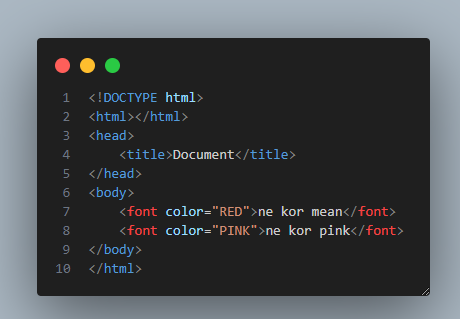 1 <!DOCTYPE html>
2 <html></html>
3 <head>
4     <title>Document</title>
5 </head>
6 <body>
7     <font color="RED">ne kor mean</font>
8     <font color="PINK">ne kor pink</font>
9 </body>
10 </html>